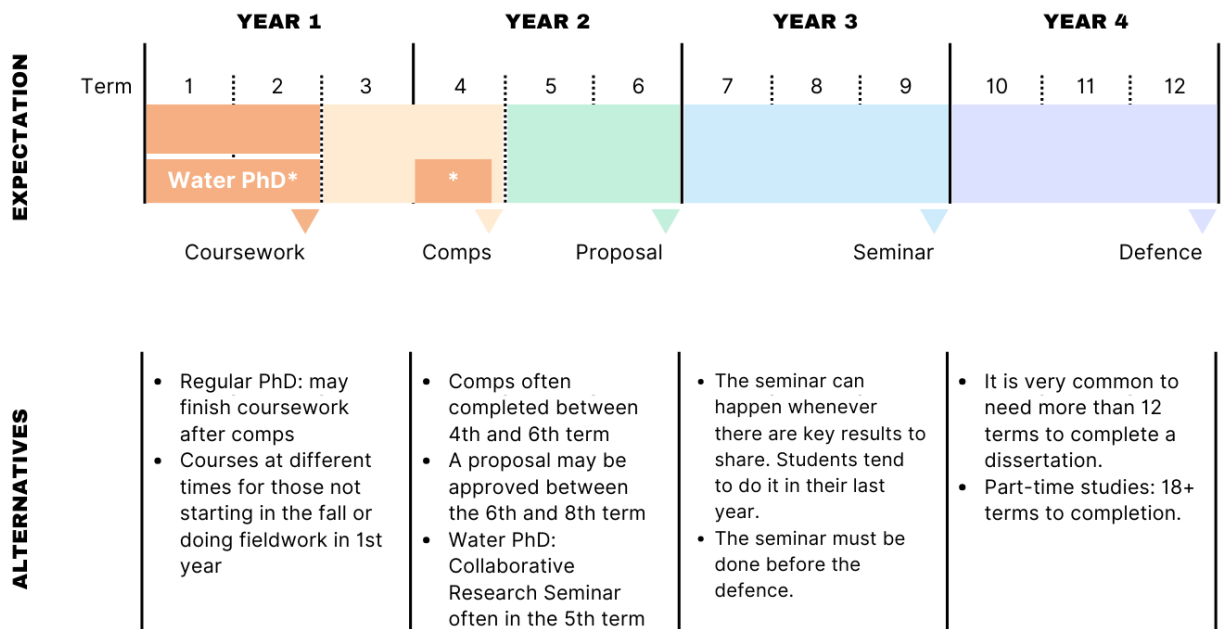 YEAR 1
YEAR 2
YEAR 3
YEAR 4
EXPECTATION
Term
1
2
3
4
5
6
7
8
9
10
11
12
Water PhD*
*
Coursework
Comps
Proposal
Seminar
Defence
ALTERNATIVES
• Regular PhD: may
finish coursework
after comps
• Courses at different
times for those not
starting in the fall or
doing fieldwork in 1st
year
• Comps often
completed between
4th and 6th term
• A proposal may be
approved between
the 6th and 8th term
• Water PhD:
Collaborative
Research Seminar
often in the 5th term
• The seminar can
happen whenever
there are key results to
share. Students tend
to do it in their last
year.
• The seminar must be
done before the
defence.
• It is very common to
need more than 12
terms to complete a
dissertation.
• Part-time studies: 18+
terms to completion.